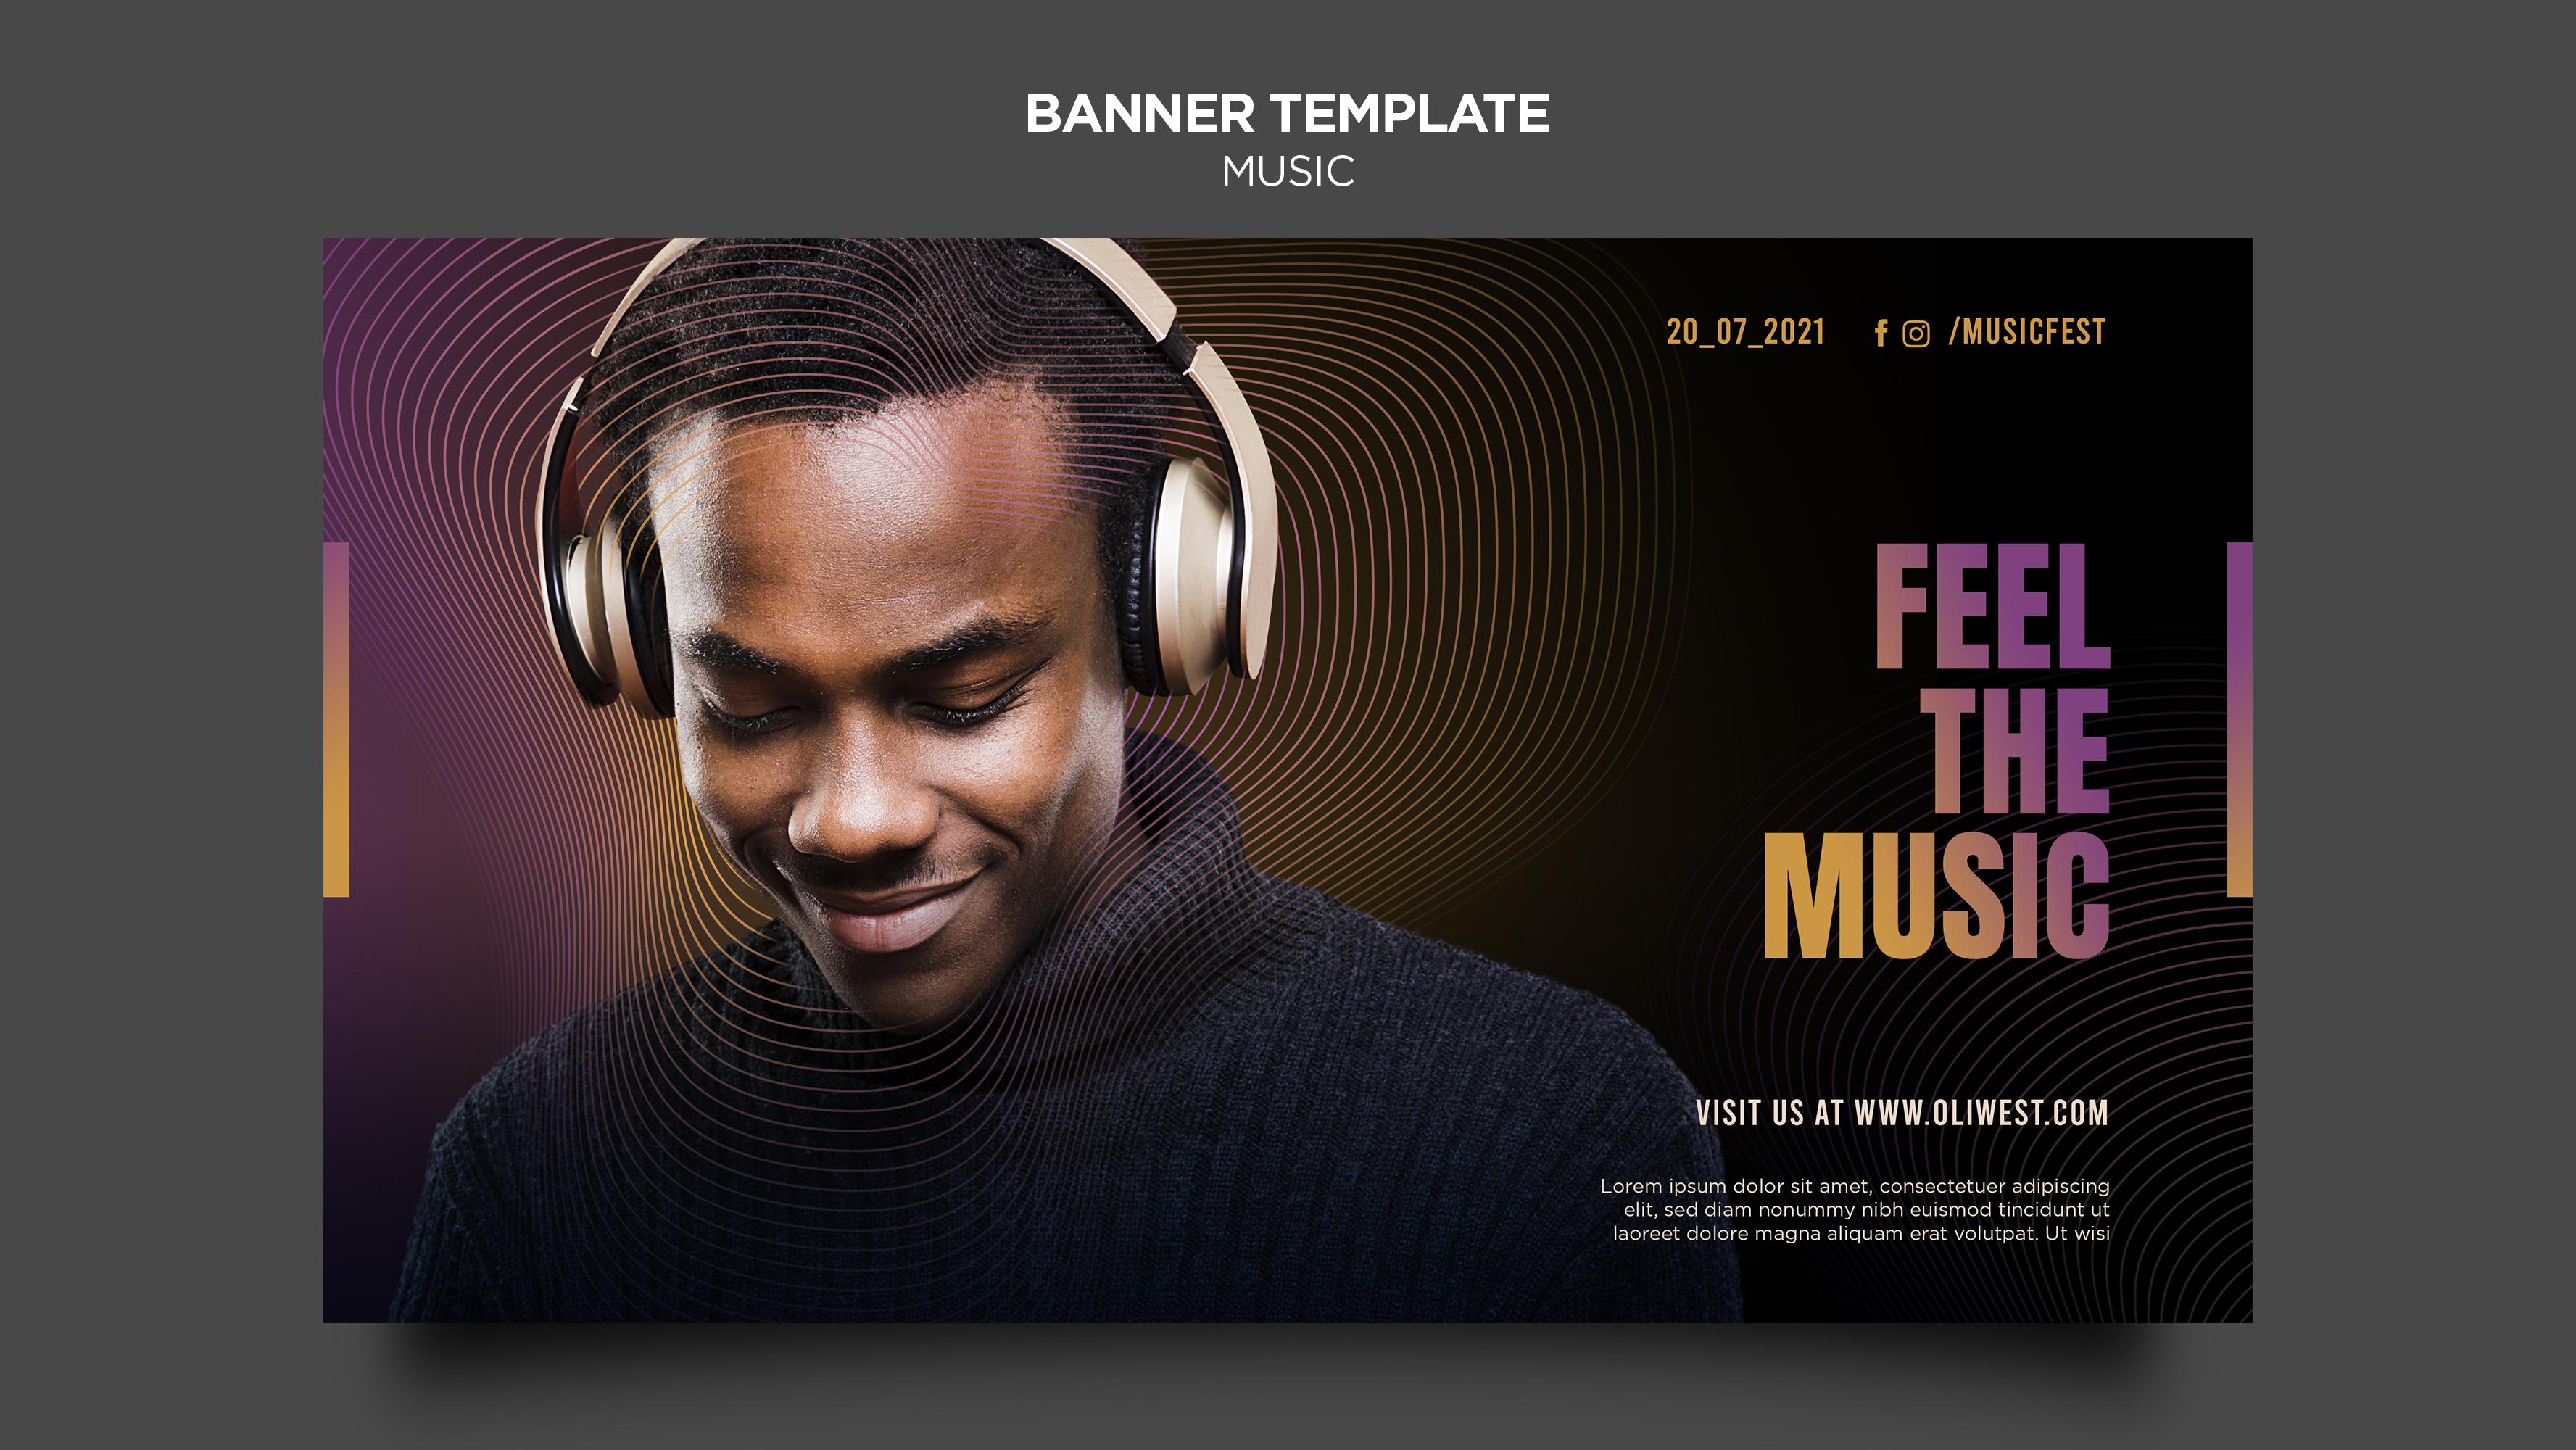 BANNER TEMPLATE
MUSIC
20_07_2021 /MUSICFEST
FEEL
THE
MUSIC
VISIT US AT WWW.OLIWEST.COM
Lorem ipsum dolor sit amet, consectetuer adipiscing
elit, sed diam nonummy nibh euismod tincidunt ut
laoreet dolore magna aliquam erat volutpat. Ut wisi